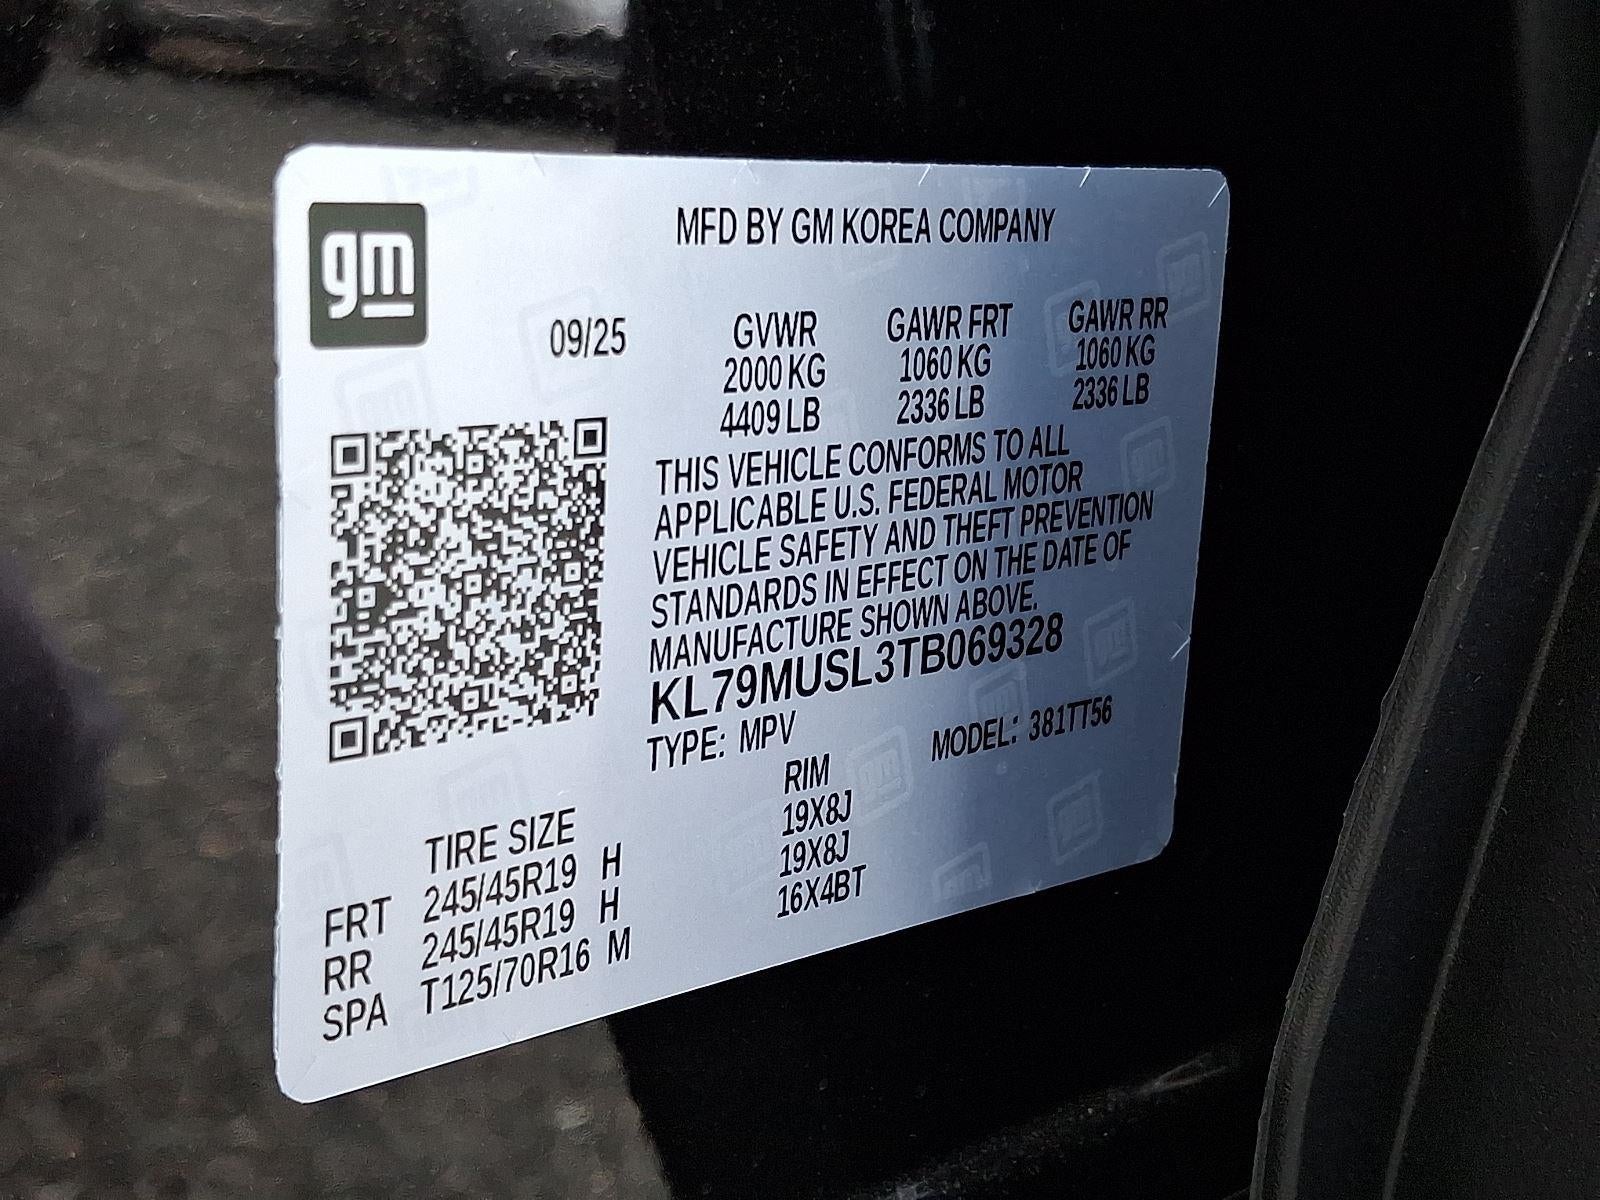 gm
MFD BY GM KOREA COMPANY
09/25
GVWR GAWR FRT GAWR RR
2000 KG 1060 KG 1060 KG
4409 LB 2336 LB 2336 LB
THIS VEHICLE CONFORMS TO ALL
APPLICABLE U.S. FEDERAL MOTOR
VEHICLE SAFETY AND THEFT PREVENTION
STANDARDS IN EFFECT ON THE DATE OF
MANUFACTURE SHOWN ABOVE.
KL79MUSL3TB069328
TYPE: MPV MODEL: 381TT56
TIRE SIZE RIM
FRT 245/45R19 H 19X8J
RR 245/45R19 H 19X8J
SPA T125/70R16 M 16X4BT